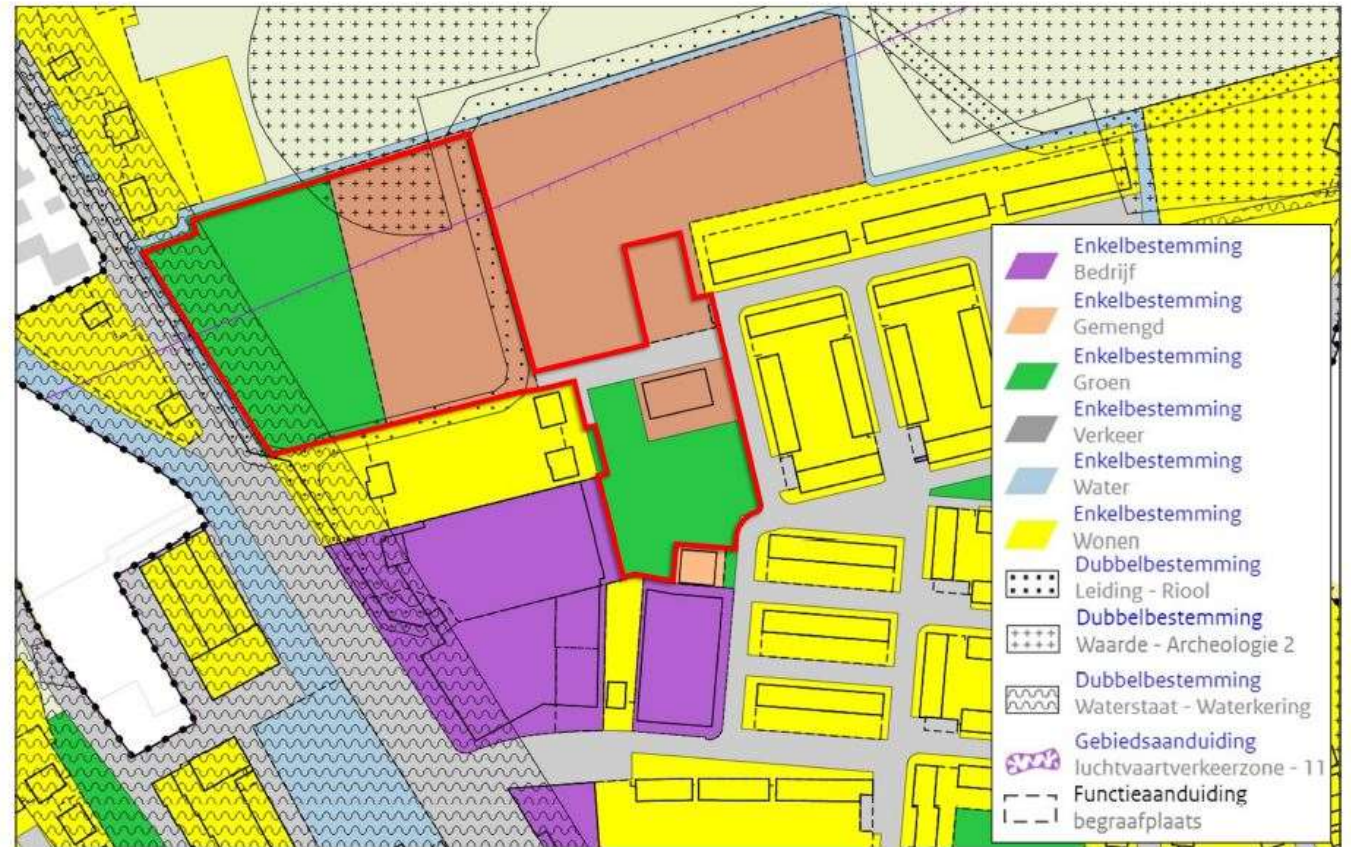 Enkelbestemming
Bedrijf
Enkelbestemming
Gemengd
Enkelbestemming
Groen
Enkelbestemming
Verkeer
Enkelbestemming
Water
Enkelbestemming
Wonen
Dubbelbestemming
Leiding - Riool
Dubbelbestemming
Waarde - Archeologie 2
Dubbelbestemming
Waterstaat - Waterkering
Gebiedsaanduiding
luchtvaartverkeerzone - 11
Functieaanduiding
begraafplaats